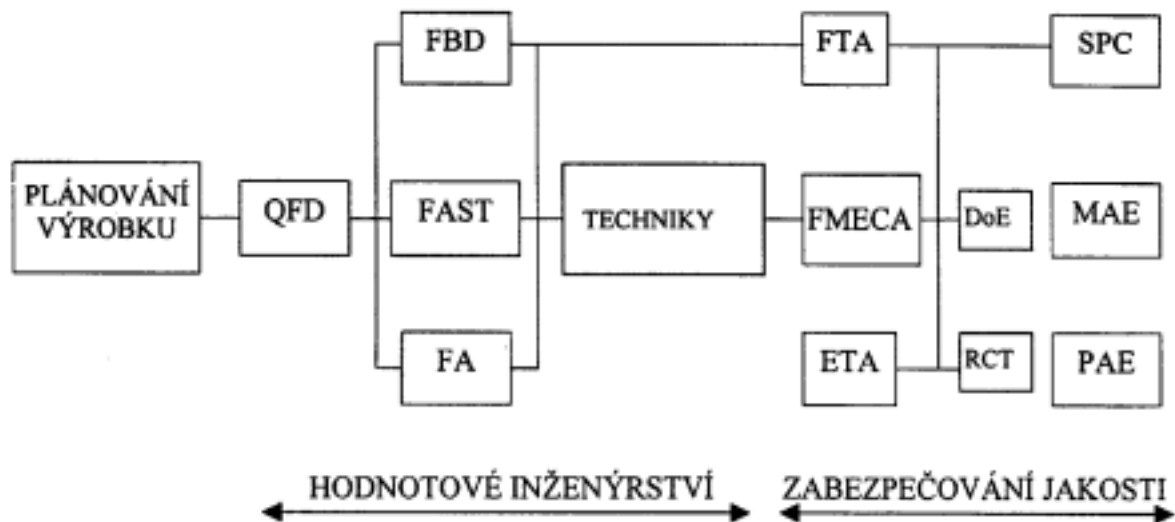 FBD
FTA
SPC
PLÁNOVÁNÍ
VÝROBKU
QFD
FAST
TECHNIKY
FMECA
DoE
MAE
FA
ETA
RCT
PAE
HODNOTOVÉ INŽENÝRSTVÍ
ZABEZPEČOVÁNÍ JAKOSTI